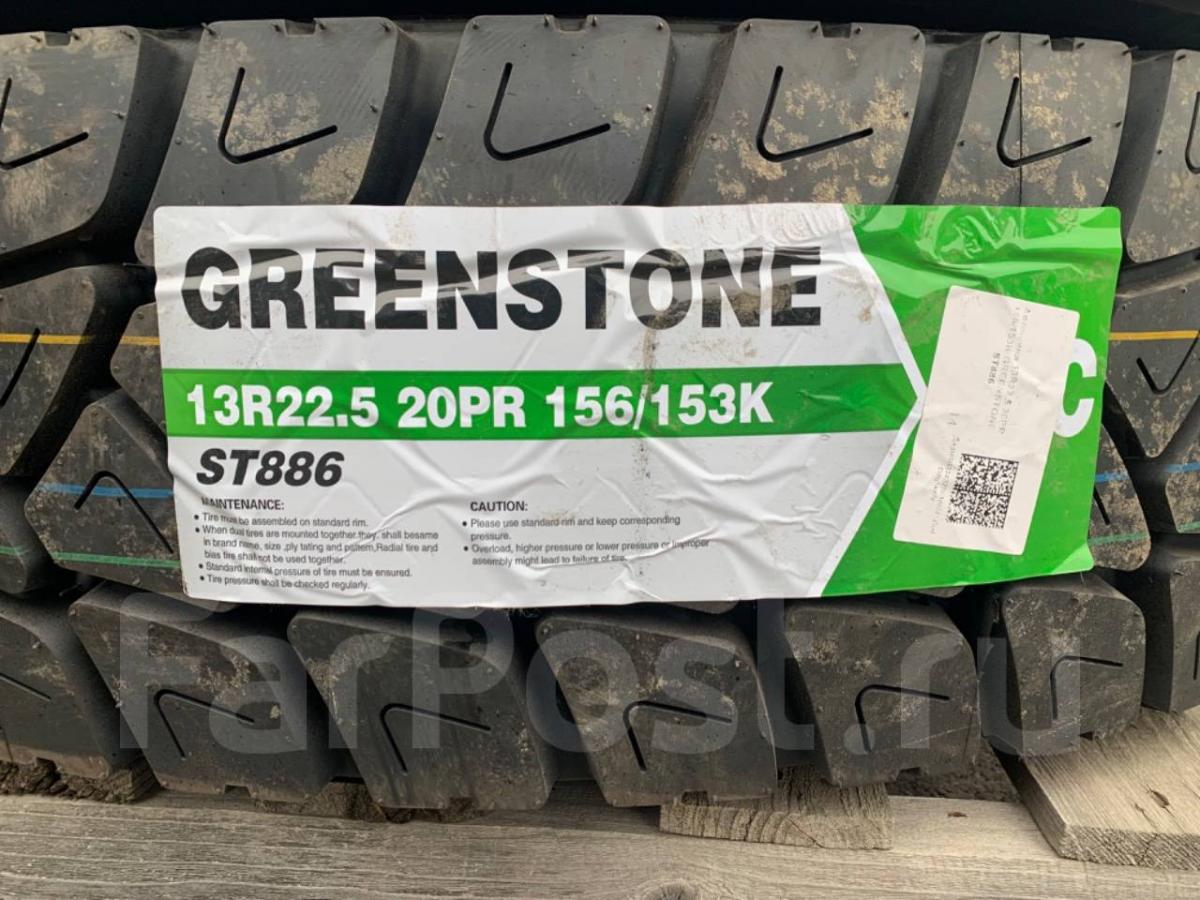 GREENSTONE
13R22.5 20PR 156/153K
ST886
MAINTENANCE:
• Tire must be assembled on standard rim.
• When dual tires are mounted together,they shall besame
in brand name, size ,ply tating and pattern,Radial tire and
bias tire shall not be used together.
• Standard internal pressure of tire must be ensured.
• Tire pressure shall be checked regularly.
CAUTION:
• Please use standard rim and keep corresponding
pressure.
• Overload, higher pressure or lower pressure or improper
assembly might lead to failure of tire.
C
ST886
FarPost.ru